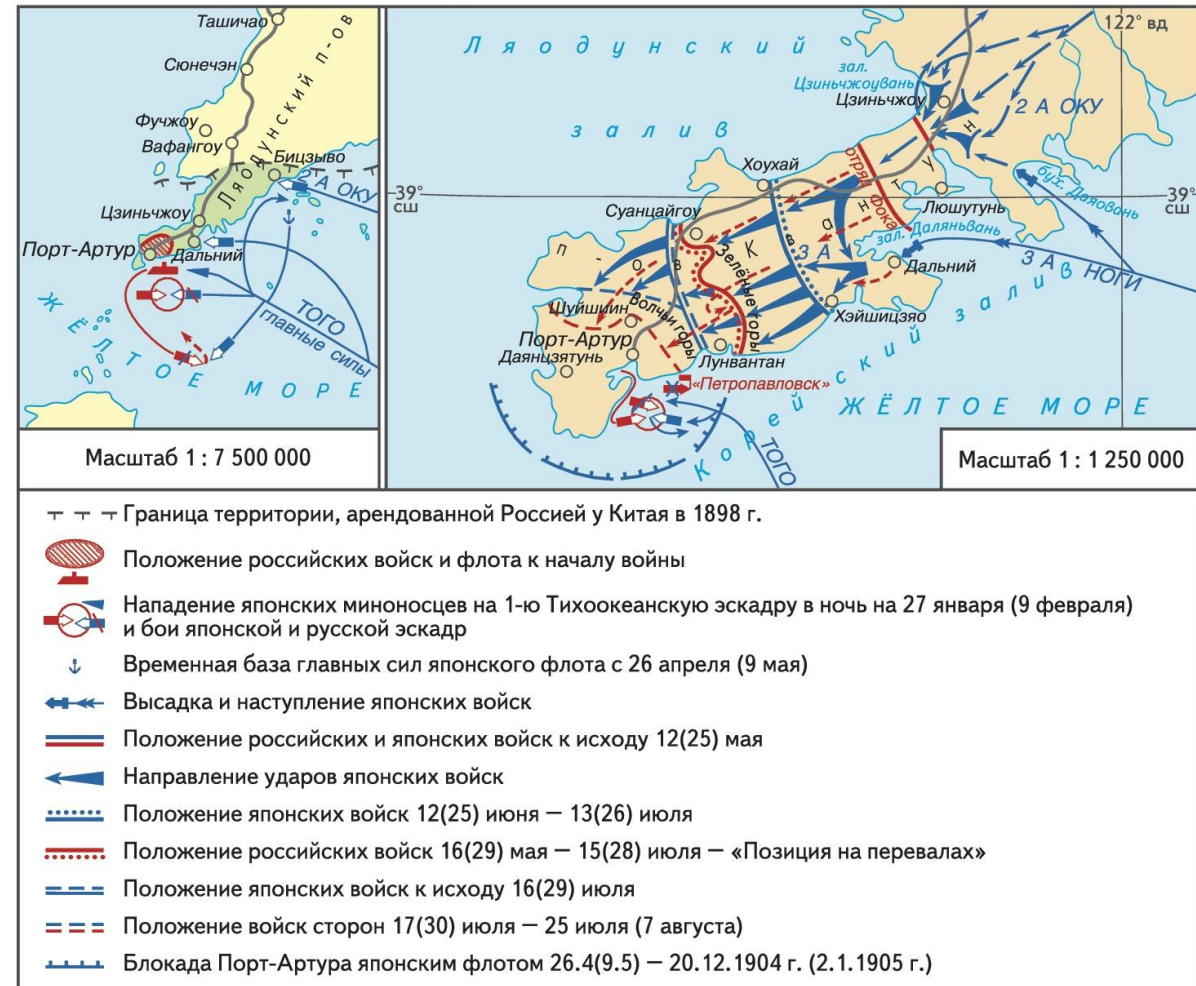 Ташичао
Сюнечэн
Фучжоу
Вафангоу
Бицзыво
Ляодунский п-ов
2 А ОКУ
39°
сш
Цзиньчжоу
Порт-Артур
Дальний
ТОГО
главные силы
ЖЁЛТОЕ МОРЕ
Масштаб 1 : 7 500 000
Ляодунский
залив
122° вд
зал.
Цзиньчжоувань
Цзиньчжоу
2 А ОКУ
Хоухай
отряд Фока
39°
сш
бух. Даяовань
Люшутунь
Суанцайгоу
зал. Даляньвань
п-ов Квантун
3 А
Дальний
3 А НОГИ
Зелёные горы
Шуйшиин
Волчьи горы
Хэйшицзяо
Порт-Артур
Даянцзятунь
Лунвантан
«Петропавловск»
Корейский залив
ЖЁЛТОЕ МОРЕ
ТОГО
Масштаб 1 : 1 250 000
Граница территории, арендованной Россией у Китая в 1898 г.
Положение российских войск и флота к началу войны
Нападение японских миноносцев на 1-ю Тихоокеанскую эскадру в ночь на 27 января (9 февраля)
и бои японской и русской эскадр
Временная база главных сил японского флота с 26 апреля (9 мая)
Высадка и наступление японских войск
Положение российских и японских войск к исходу 12(25) мая
Направление ударов японских войск
Положение японских войск 12(25) июня – 13(26) июля
Положение российских войск 16(29) мая – 15(28) июля – «Позиция на перевалах»
Положение японских войск к исходу 16(29) июля
Положение войск сторон 17(30) июля – 25 июля (7 августа)
Блокада Порт-Артура японским флотом 26.4(9.5) – 20.12.1904 г. (2.1.1905 г.)